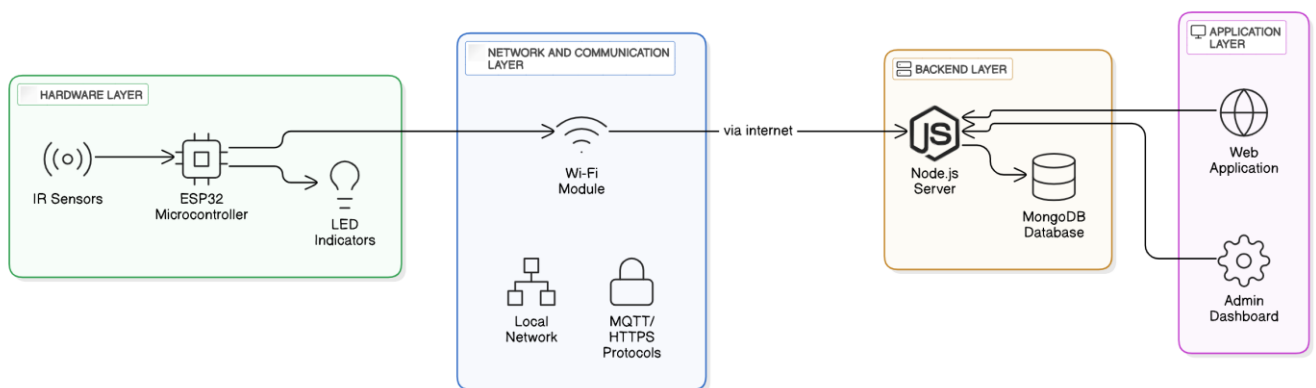 HARDWARE LAYER
IR Sensors
ESP32
Microcontroller
LED
Indicators
NETWORK AND COMMUNICATION
LAYER
Wi-Fi
Module
Local
Network
MQTT/
HTTPS
Protocols
via internet
BACKEND LAYER
JS
Node.js
Server
MongoDB
Database
APPLICATION
LAYER
Web
Application
Admin
Dashboard